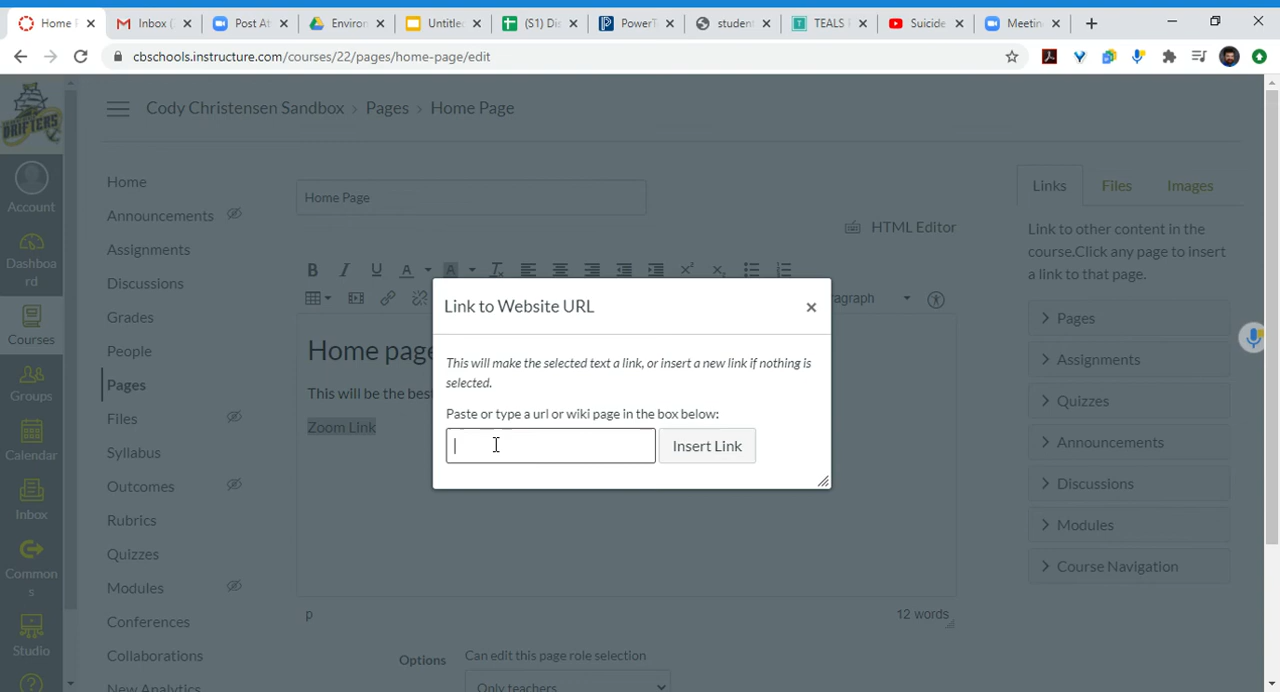 Home
Inbox (
Post At
Environ
Untitle
(S1) Dis
PowerT
student
TEALS
Suicide
Meetin
cbschools.instructure.com/courses/22/pages/home-page/edit
DRIFTERS
Cody Christensen Sandbox > Pages > Home Page
Account
Dashboa
rd
Courses
Groups
Calendar
Inbox
Common
s
Studio
Home
Announcements
Assignments
Discussions
Grades
People
Pages
Files
Syllabus
Outcomes
Rubrics
Quizzes
Modules
Conferences
Collaborations
New Analytics
Home Page
HTML Editor
B I U A A
ragraph
Home page
This will be the best
Zoom Link
p
12 words
Options
Can edit this page role selection
Only teachers
Link to Website URL
This will make the selected text a link, or insert a new link if nothing is
selected.
Paste or type a url or wiki page in the box below:
Insert Link
Links Files Images
Link to other content in the
course.Click any page to insert
a link to that page.
Pages
Assignments
Quizzes
Announcements
Discussions
Modules
Course Navigation